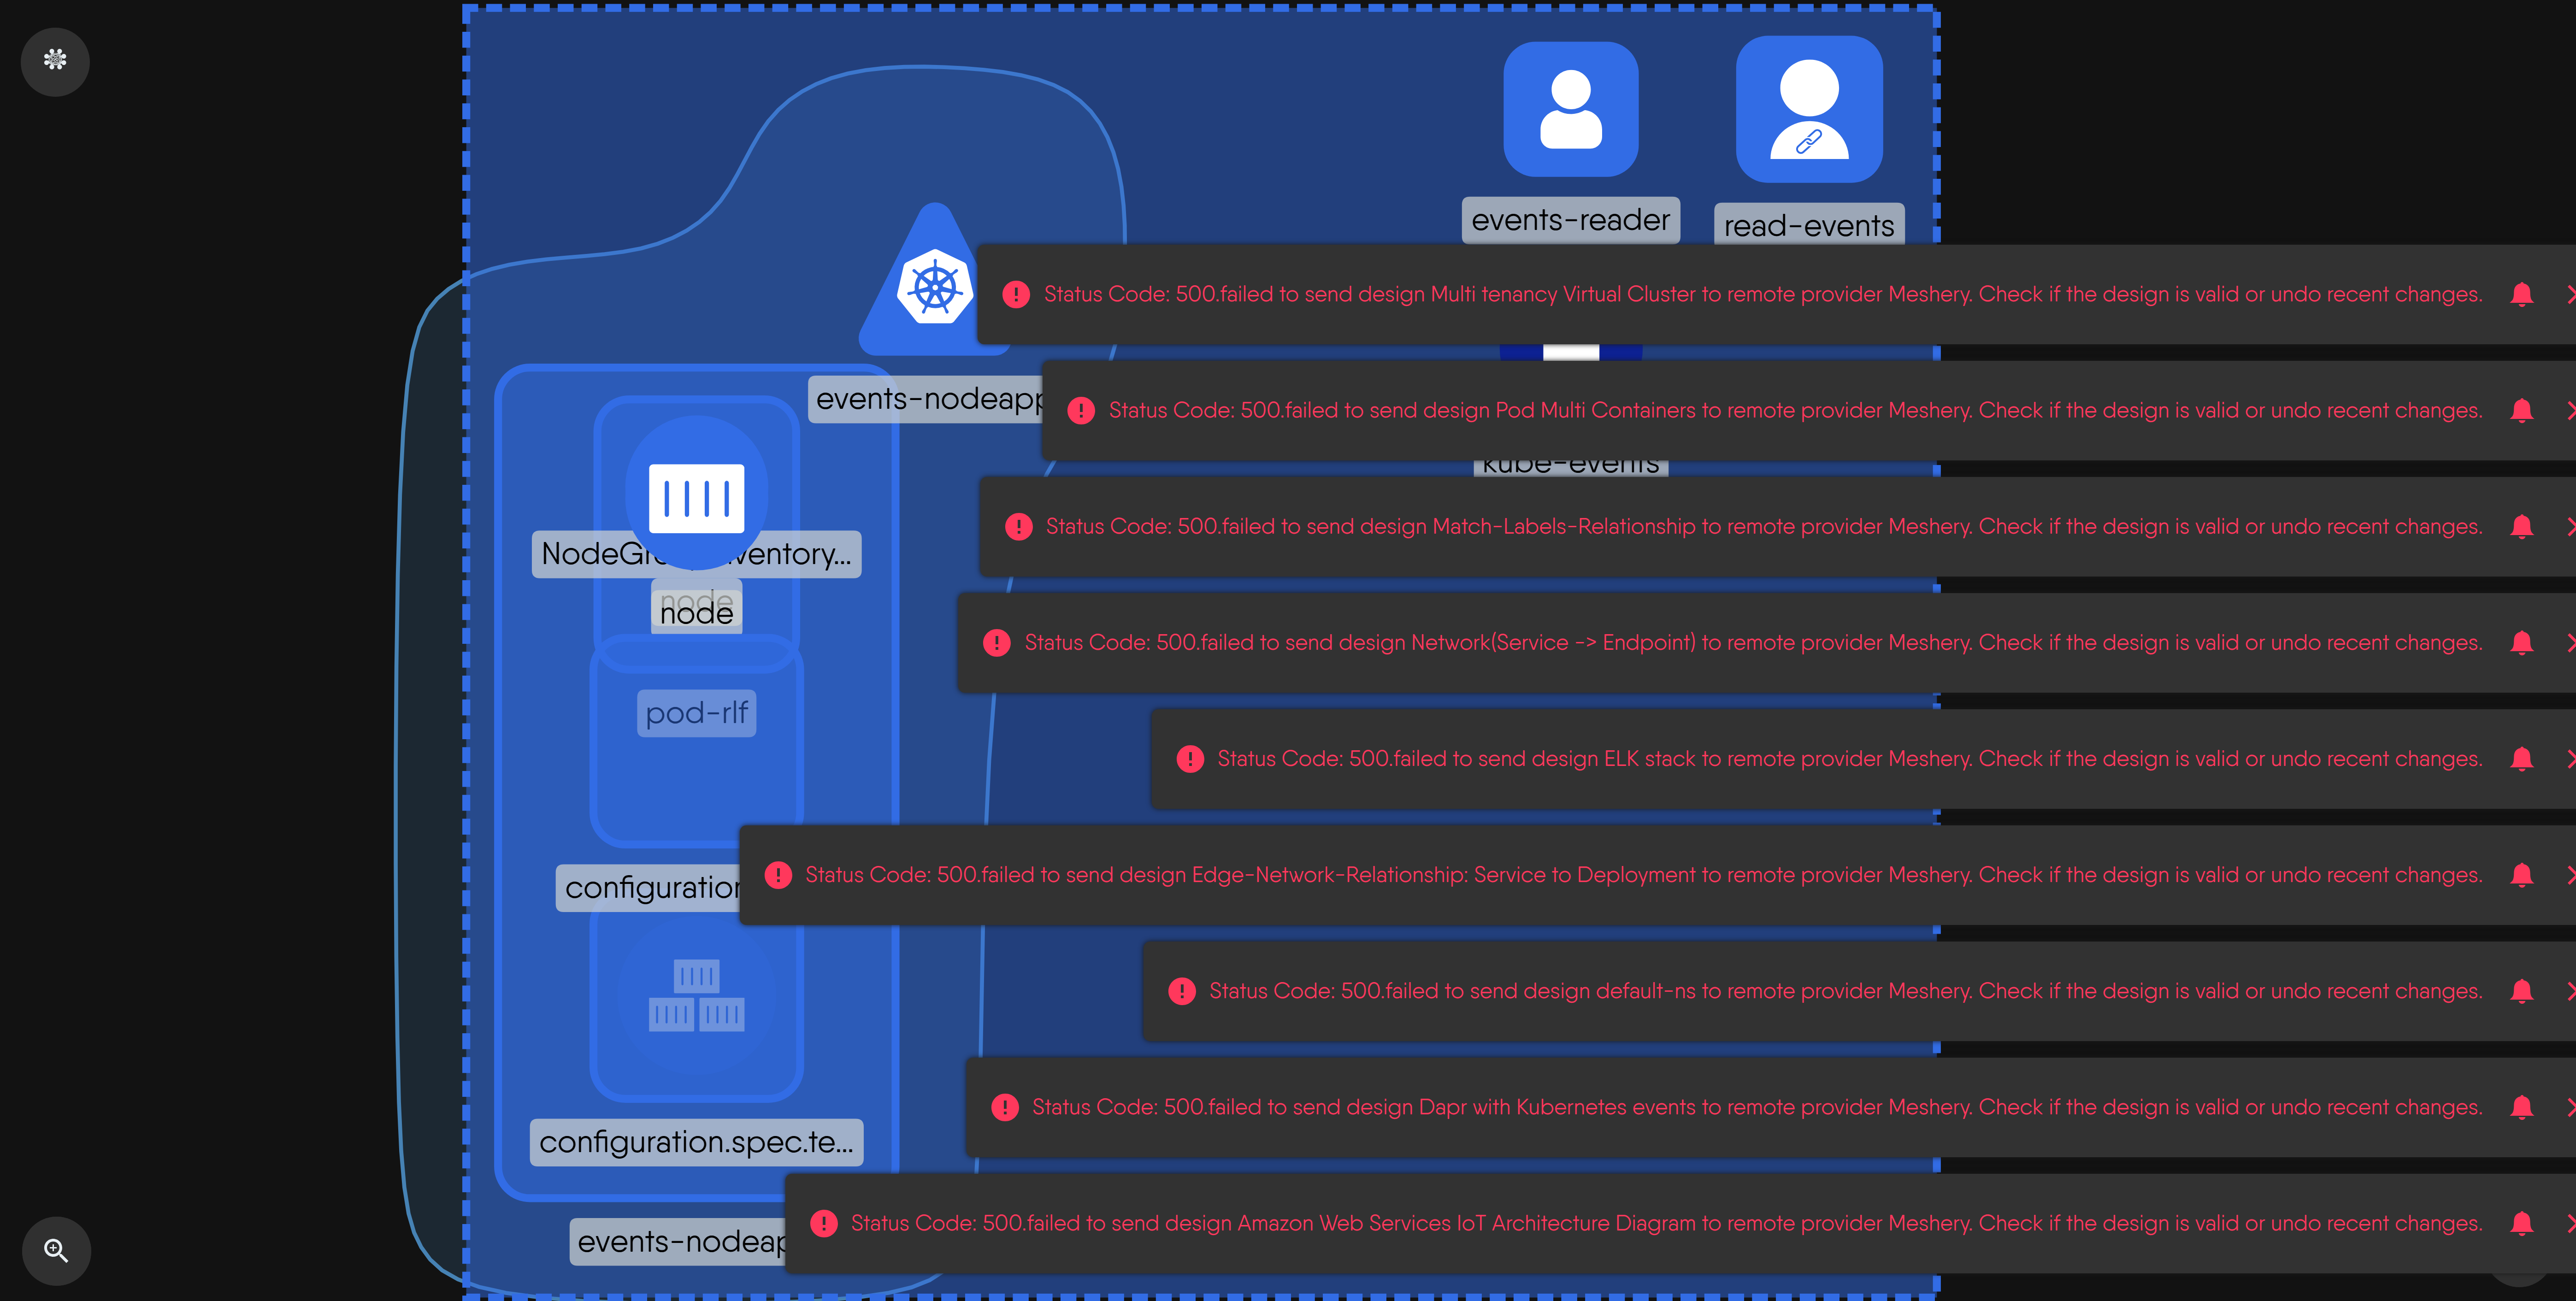 events-reader
read-events
Status Code: 500.failed to send design Multi tenancy Virtual Cluster to remote provider Meshery. Check if the design is valid or undo recent changes.
events-nodeapp
Status Code: 500.failed to send design Pod Multi Containers to remote provider Meshery. Check if the design is valid or undo recent changes.
kube-events
Status Code: 500.failed to send design Match-Labels-Relationship to remote provider Meshery. Check if the design is valid or undo recent changes.
node
node
Status Code: 500.failed to send design Network(Service -> Endpoint) to remote provider Meshery. Check if the design is valid or undo recent changes.
pod-rlf
Status Code: 500.failed to send design ELK stack to remote provider Meshery. Check if the design is valid or undo recent changes.
configuration
Status Code: 500.failed to send design Edge-Network-Relationship: Service to Deployment to remote provider Meshery. Check if the design is valid or undo recent changes.
Status Code: 500.failed to send design default-ns to remote provider Meshery. Check if the design is valid or undo recent changes.
Status Code: 500.failed to send design Dapr with Kubernetes events to remote provider Meshery. Check if the design is valid or undo recent changes.
configuration.spec.te...
Status Code: 500.failed to send design Amazon Web Services IoT Architecture Diagram to remote provider Meshery. Check if the design is valid or undo recent changes.
events-nodeap